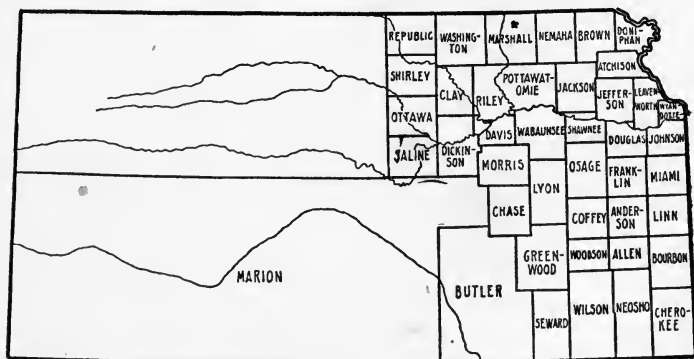 REPUBLIC
WASHING-
TON
MARSHALL
NEMAHA
BROWN
DONI-
PHAN
ATCHISON
SHIRLEY
CLAY
RILEY
POTTAWAT-
OMIE
JACKSON
JEFFER-
SON
LEAVEN-
WORTH
WYAN-
DOTTE
OTTAWA
DAVIS
WABAUNSEE
SHAWNEE
DOUGLAS
JOHNSON
SALINE
DICKIN-
SON
MORRIS
LYON
OSAGE
FRANK-
LIN
MIAMI
CHASE
COFFEY
ANDER-
SON
LINN
MARION
BUTLER
GREEN-
WOOD
WOODSON
ALLEN
BOURBON
SEWARD
WILSON
NEOSHO
CHERO-
KEE